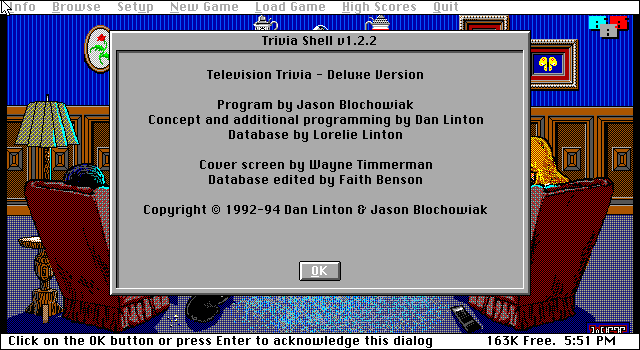 Info Browse Setup New Game Load Game High Scores Quit
Trivia Shell v1.2.2
Television Trivia - Deluxe Version
Program by Jason Blochowiak
Concept and additional programming by Dan Linton
Database by Lorelie Linton
Cover screen by Wayne Timmerman
Database edited by Faith Benson
Copyright © 1992-94 Dan Linton & Jason Blochowiak
OK
Click on the OK button or press Enter to acknowledge this dialog 163K Free. 5:51 PM